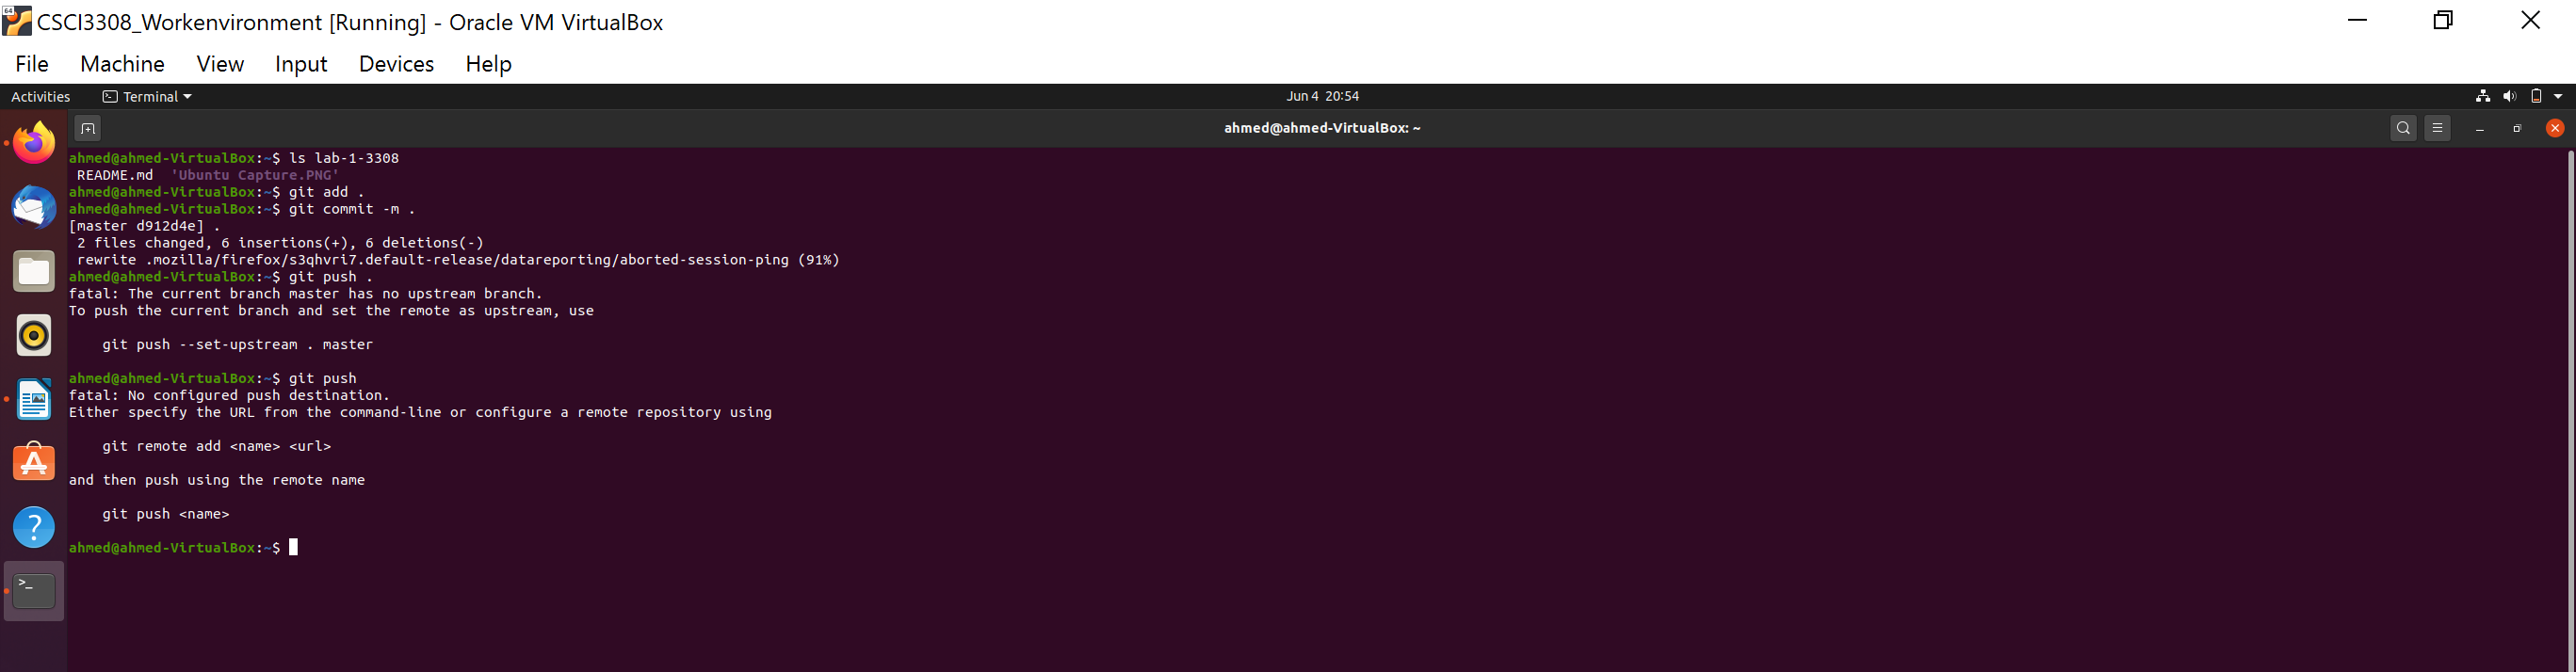 64
CSCI3308_Workenvironment [Running] - Oracle VM VirtualBox
File Machine View Input Devices Help
Activities Terminal Jun 4 20:54
ahmed@ahmed-VirtualBox: ~
ahmed@ahmed-VirtualBox:~$ ls lab-1-3308
README.md 'Ubuntu Capture.PNG'
ahmed@ahmed-VirtualBox:~$ git add .
ahmed@ahmed-VirtualBox:~$ git commit -m .
[master d912d4e] .
2 files changed, 6 insertions(+), 6 deletions(-)
rewrite .mozilla/firefox/s3qhvri7.default-release/datareporting/aborted-session-ping (91%)
ahmed@ahmed-VirtualBox:~$ git push .
fatal: The current branch master has no upstream branch.
To push the current branch and set the remote as upstream, use
git push --set-upstream . master
ahmed@ahmed-VirtualBox:~$ git push
fatal: No configured push destination.
Either specify the URL from the command-line or configure a remote repository using
git remote add <name> <url>
and then push using the remote name
git push <name>
ahmed@ahmed-VirtualBox:~$